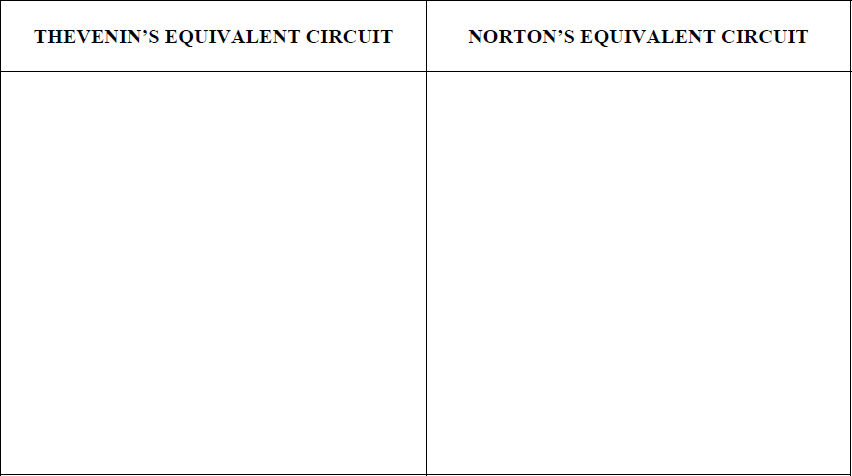 THEVENIN’S EQUIVALENT CIRCUIT
NORTON’S EQUIVALENT CIRCUIT